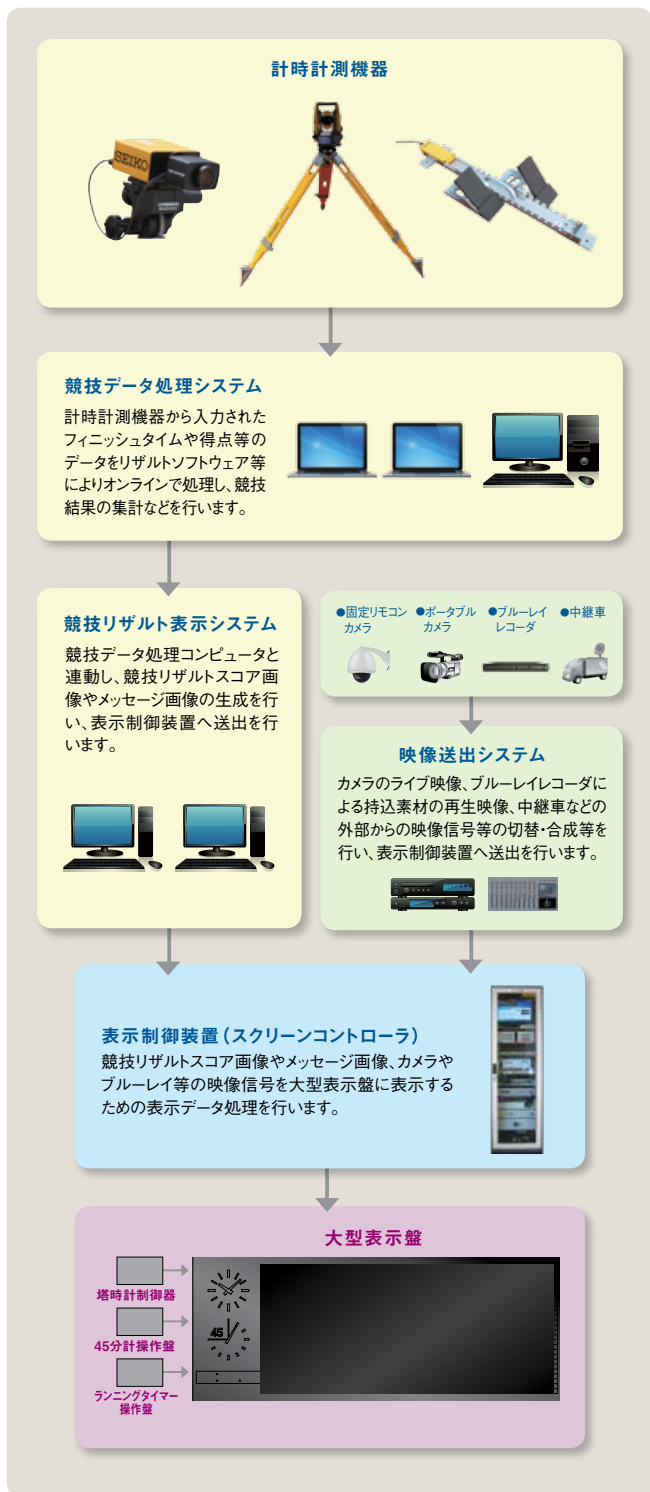 計時計測機器
SEIKO
競技データ処理システム
計時計測機器から入力された
フィニッシュタイムや得点等の
データをリザルトソフトウェア等
によりオンラインで処理し、競技
結果の集計などを行います。
競技リザルト表示システム
競技データ処理コンピュータと
連動し、競技リザルトスコア画
像やメッセージ画像の生成を行
い、表示制御装置へ送出を行
います。
●固定リモコン
カメラ
●ポータブル
カメラ
●ブルーレイ
レコーダ
●中継車
映像送出システム
カメラのライブ映像、ブルーレイレコーダに
よる持込素材の再生映像、中継車などの
外部からの映像信号等の切替・合成等を
行い、表示制御装置へ送出を行います。
表示制御装置（スクリーンコントローラ）
競技リザルトスコア画像やメッセージ画像、カメラや
ブルーレイ等の映像信号を大型表示盤に表示する
ための表示データ処理を行います。
大型表示盤
塔時計制御器
45分計操作盤
ランニングタイマー
操作盤
45